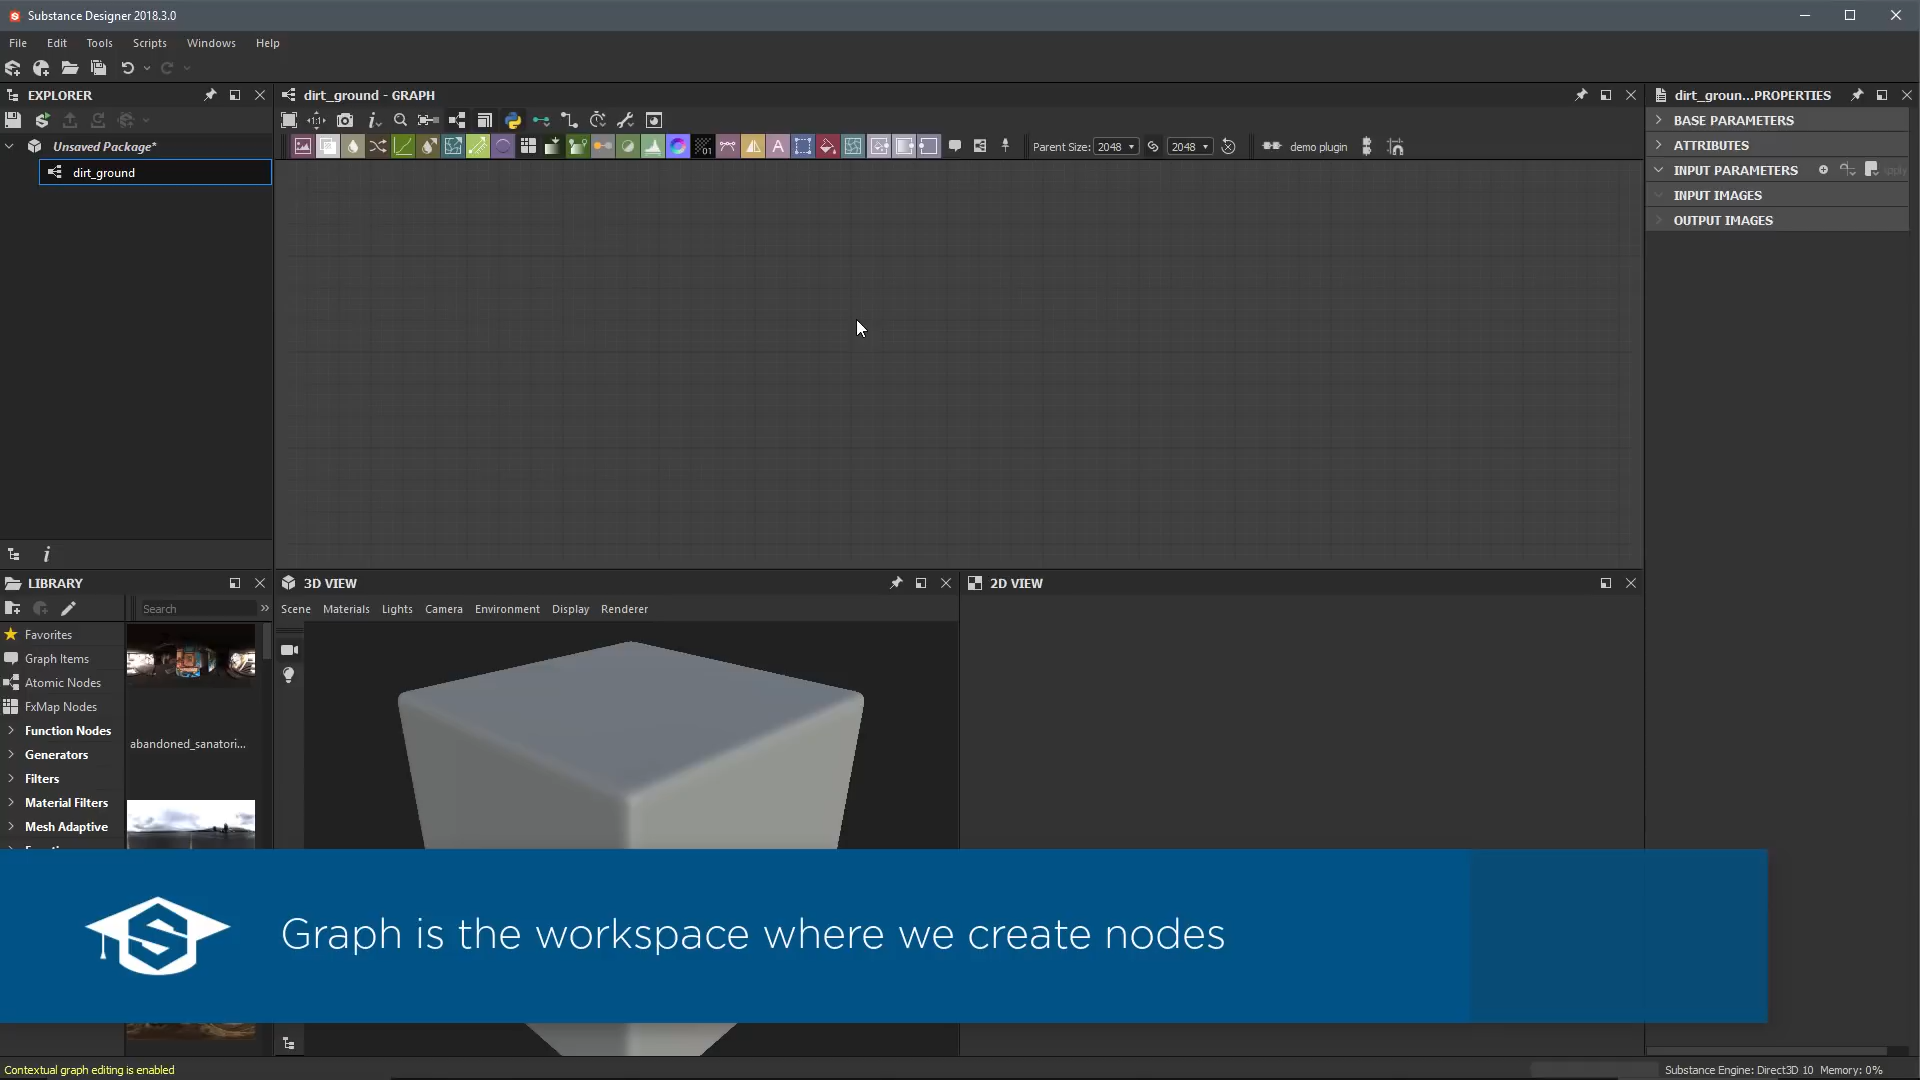 Substance Designer 2018.3.0
File Edit Tools Scripts Windows Help
EXPLORER
Unsaved Package*
dirt_ground
dirt_ground - GRAPH
01
A
Parent Size: 2048 2048 demo plugin
dirt_groun...PROPERTIES
BASE PARAMETERS
ATTRIBUTES
INPUT PARAMETERS
INPUT IMAGES
OUTPUT IMAGES
LIBRARY
Search
Favorites
Graph Items
Atomic Nodes
FxMap Nodes
Function Nodes
Generators
Filters
Material Filters
Mesh Adaptive
abandoned_sanatori...
3D VIEW
Scene Materials Lights Camera Environment Display Renderer
2D VIEW
Graph is the workspace where we create nodes
Contextual graph editing is enabled
Substance Engine: Direct3D 10 Memory: 0%